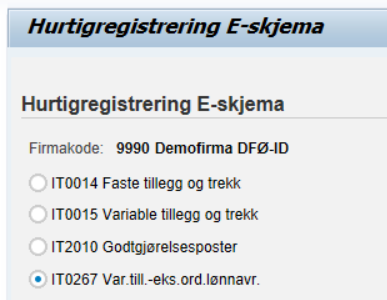 Hurtigregistrering E-skjema
Hurtigregistrering E-skjema
Firmakode: 9990 Demofirma DFØ-ID
IT0014 Faste tillegg og trekk
IT0015 Variable tillegg og trekk
IT2010 Godtgjørelsesposter
IT0267 Var.till.-eks.ord.lønnavr.